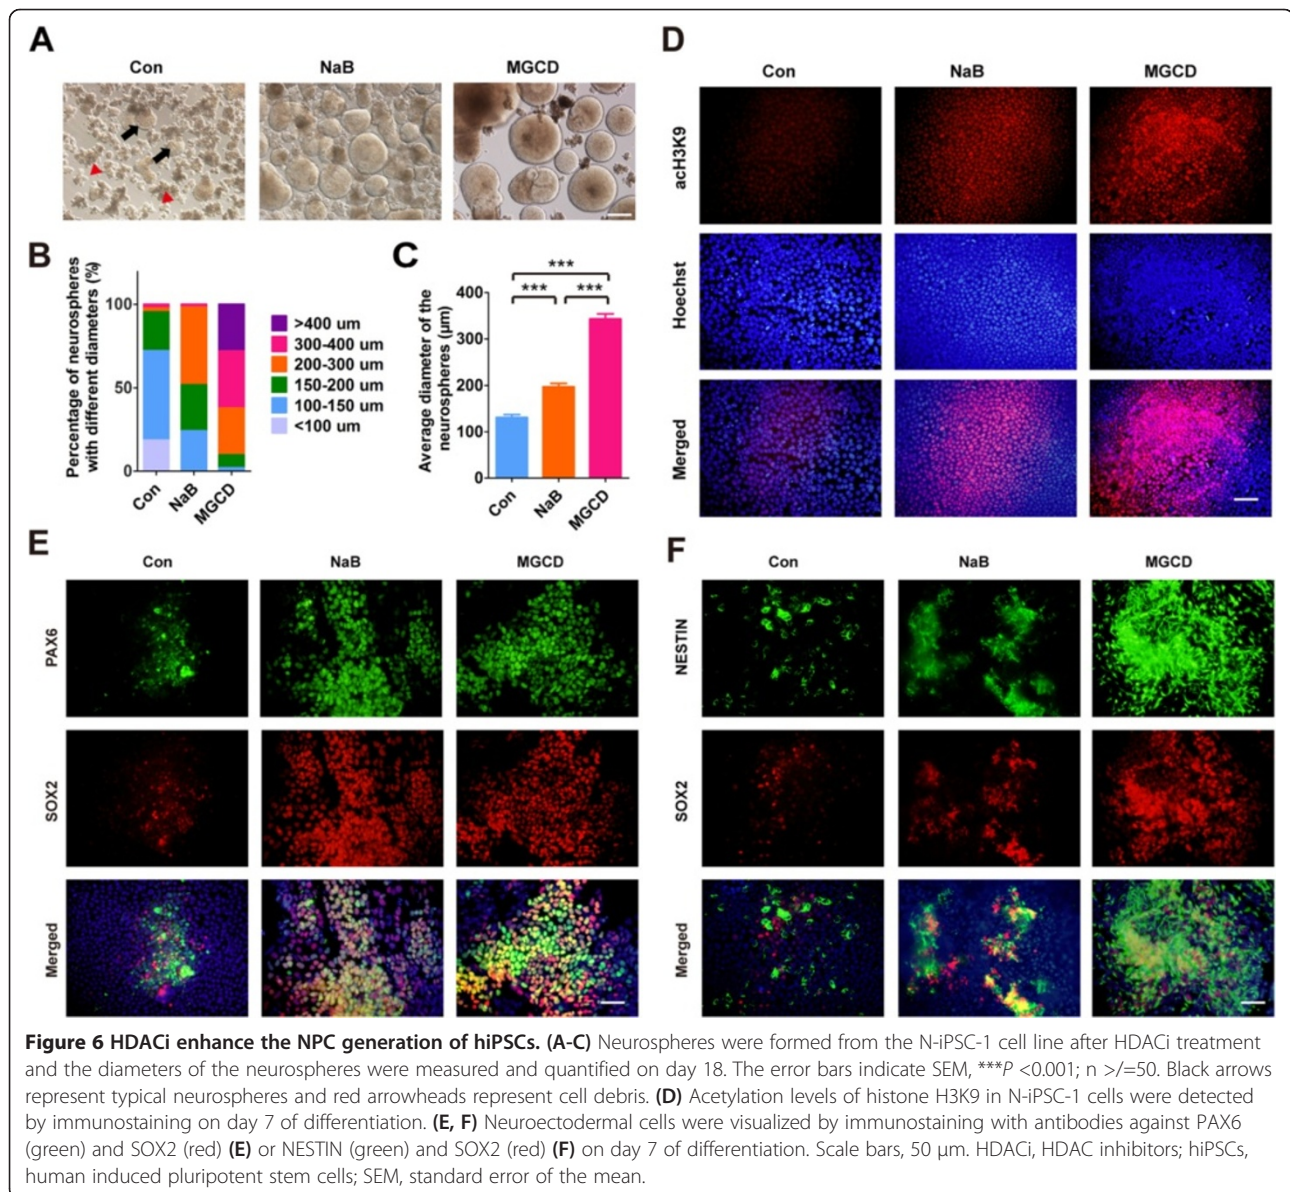 A
Con NaB MGCD
B
Percentage of neurospheres
with different diameters (%)
100
50
0
Con NaB MGCD
>400 um
300-400 um
200-300 um
150-200 um
100-150 um
<100 um
C
Average diameter of the
neurospheres (µm)
400
300
200
100
0
***
*** ***
Con NaB MGCD
D
Con NaB MGCD
acH3K9
Hoechst
Merged
E
Con NaB MGCD
PAX6
SOX2
Merged
F
Con NaB MGCD
NESTIN
SOX2
Merged
Figure 6 HDACi enhance the NPC generation of hiPSCs. (A-C) Neurospheres were formed from the N-iPSC-1 cell line after HDACi treatment
and the diameters of the neurospheres were measured and quantified on day 18. The error bars indicate SEM, ***P <0.001; n >/=50. Black arrows
represent typical neurospheres and red arrowheads represent cell debris. (D) Acetylation levels of histone H3K9 in N-iPSC-1 cells were detected
by immunostaining on day 7 of differentiation. (E, F) Neuroectodermal cells were visualized by immunostaining with antibodies against PAX6
(green) and SOX2 (red) (E) or NESTIN (green) and SOX2 (red) (F) on day 7 of differentiation. Scale bars, 50 µm. HDACi, HDAC inhibitors; hiPSCs,
human induced pluripotent stem cells; SEM, standard error of the mean.